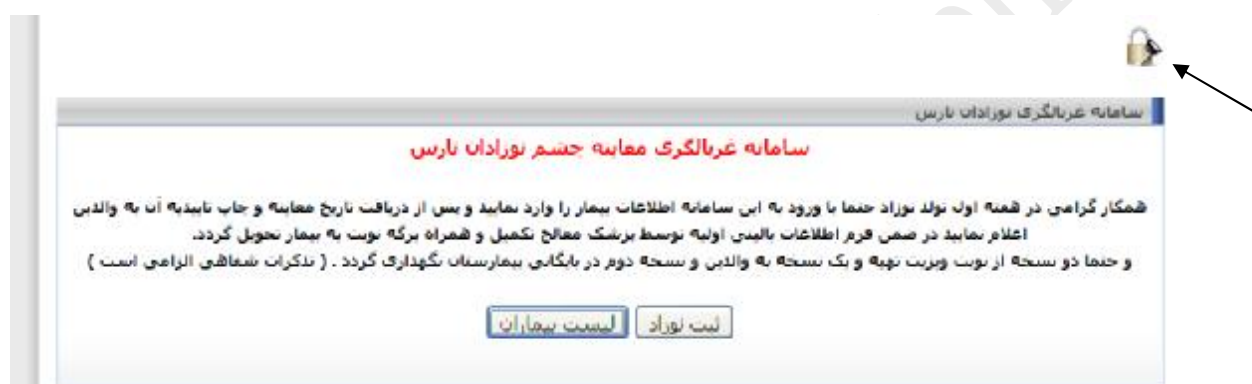 سامانه غربالگری نوزادان نارس
سامانه غربالگری معاینه چشم نوزادان نارس
همکار گرامی در هفته اول تولد نوزاد حتما با ورود به این سامانه اطلاعات بیمار را وارد نمایید و پس از دریافت تاریخ معاینه و چاپ تاییدیه آن به والدین
اعلام نمایید در ضمن فرم اطلاعات بالینی اولیه توسط پزشک معالج تکمیل و همراه برگه نوبت به بیمار تحویل گردد.
و حتما دو نسخه از نوبت ویزیت تهیه و یک نسخه به والدین و نسخه دوم در بایگانی بیمارستان نگهداری گردد . ( تذکرات شفاهی الزامی است )
ثبت نوزاد لیست بیماران